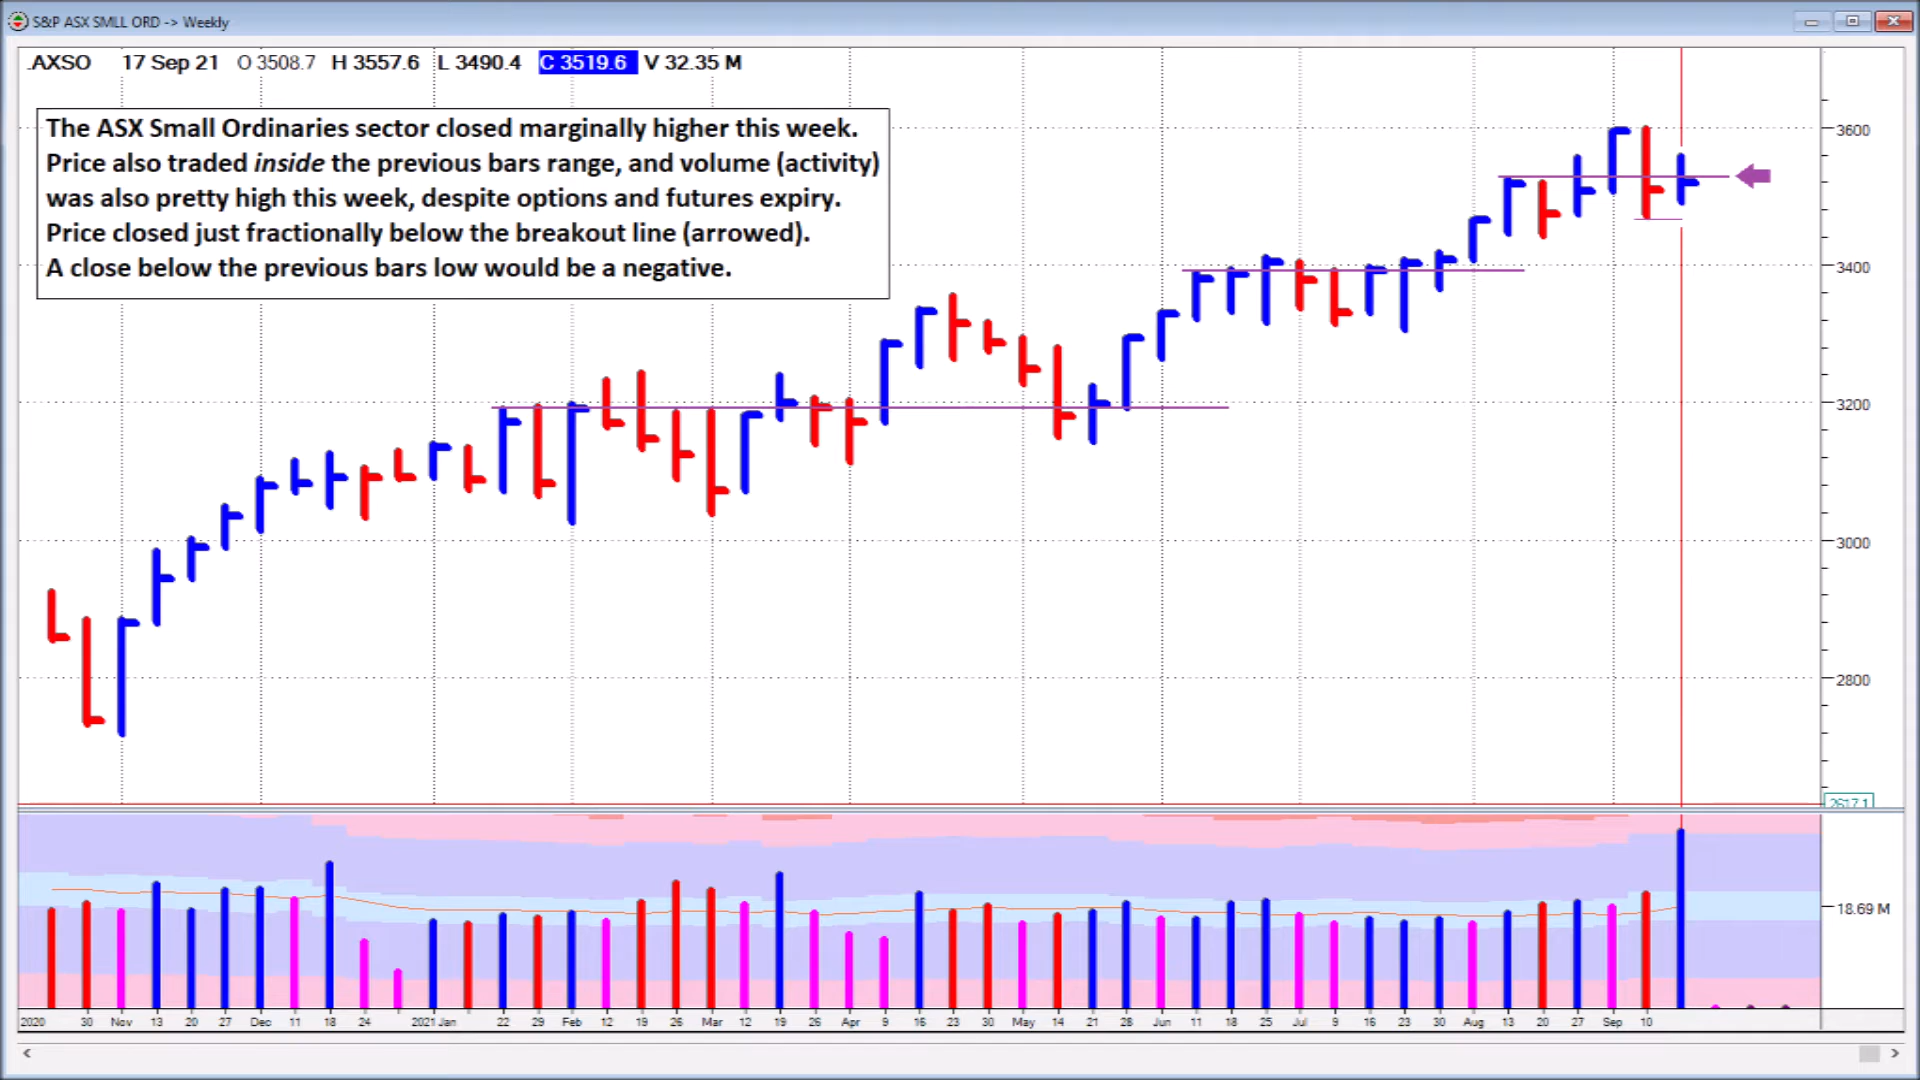 S&P ASX SMLL ORD -> Weekly
.AXSO 17 Sep 21 O 3508.7 H 3557.6 L 3490.4 C 3519.6 V 32.35 M
The ASX Small Ordinaries sector closed marginally higher this week.
Price also traded inside the previous bars range, and volume (activity)
was also pretty high this week, despite options and futures expiry.
Price closed just fractionally below the breakout line (arrowed).
A close below the previous bars low would be a negative.
3600
3400
3200
3000
2800
2617.1
18.69 M
2020 30 Nov 13 20 27 Dec 11 18 24 2021 Jan 22 29 Feb 12 19 26 Mar 12 19 26 Apr 9 16 23 30 May 14 21 28 Jun 11 18 25 Jul 9 16 23 30 Aug 13 20 27 Sep 10